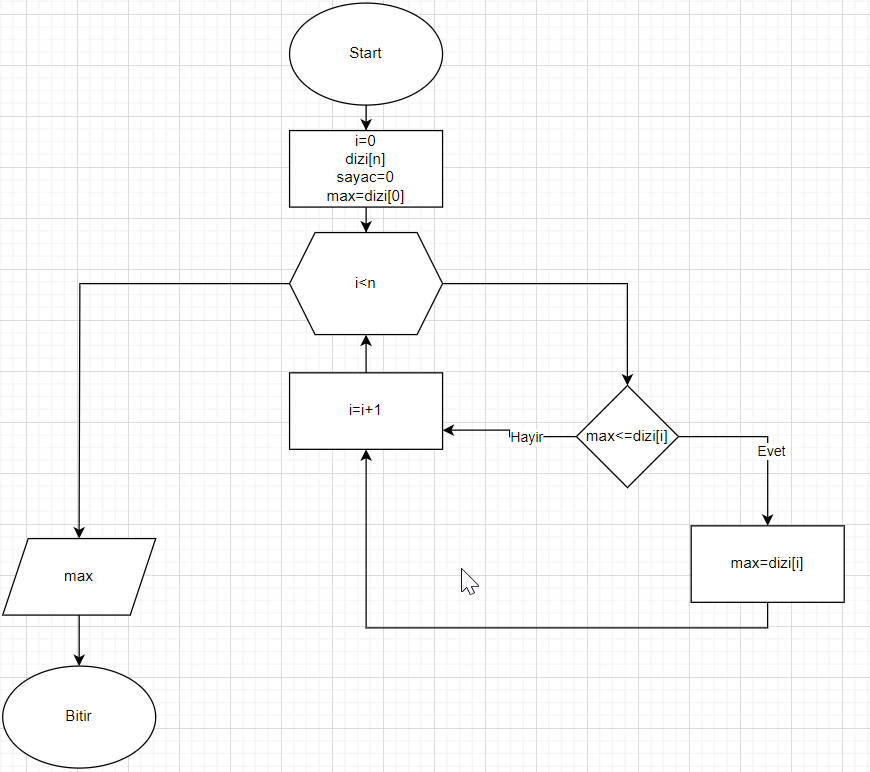 Start
i=0
dizi[n]
sayac=0
max=dizi[0]
i<n
i=i+1
Hayir
max<=dizi[i]
Evet
max=dizi[i]
max
Bitir